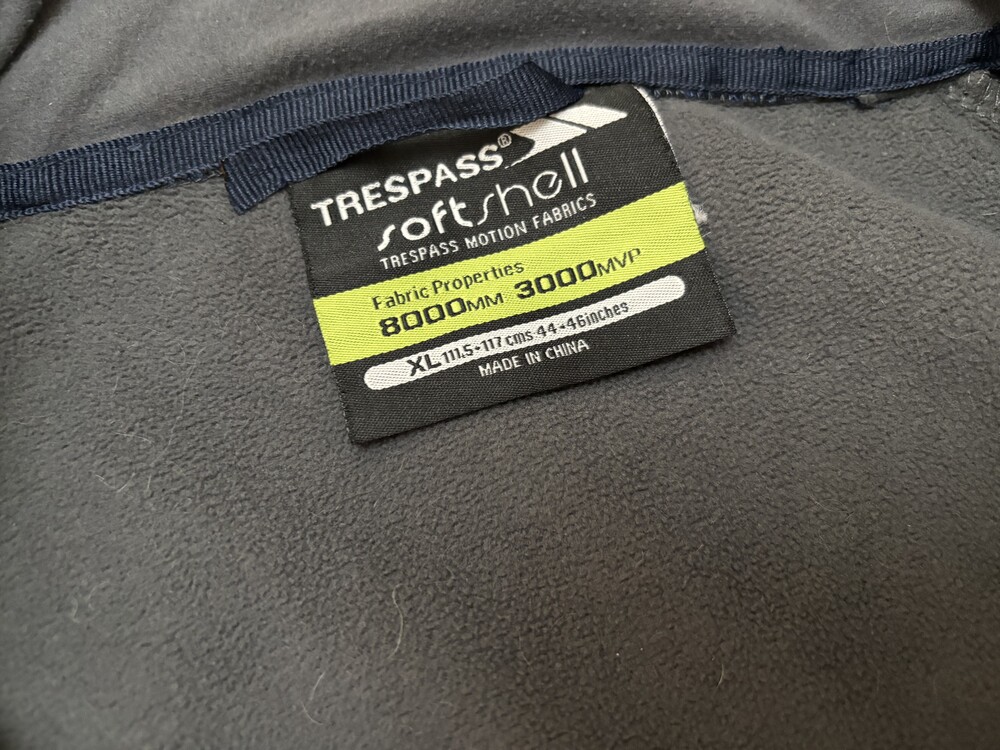 TRESPASS®
softshell
TRESPASS MOTION FABRICS
Fabric Properties
8000MM 3000MVP
XL 111.5-117 cms 44-46inches
MADE IN CHINA